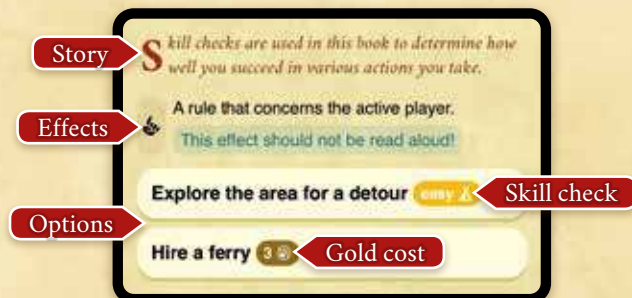 Story
Skill checks are used in this book to determine how
well you succeed in various actions you take.
Effects
A rule that concerns the active player.
This effect should not be read aloud!
Explore the area for a detour easy
Skill check
Options
Hire a ferry 3
Gold cost